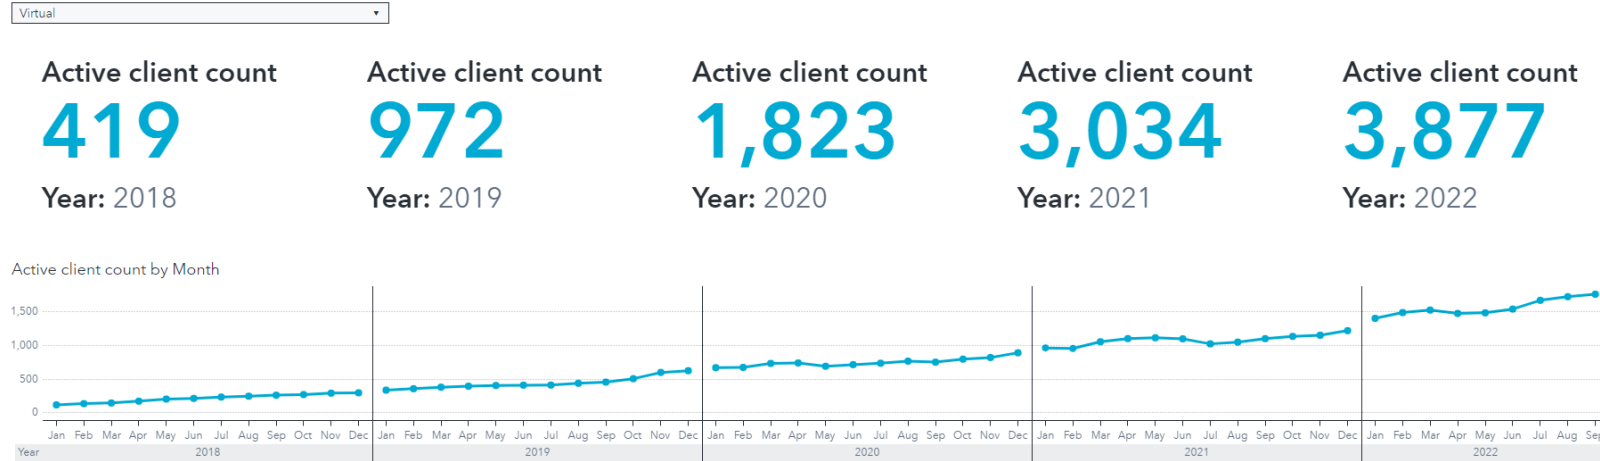 Virtual
Active client count Active client count Active client count Active client count Active client count
419 972 1,823 3,034 3,877
Year: 2018 Year: 2019 Year: 2020 Year: 2021 Year: 2022
Active client count by Month
1,500
1,000
500
0
Jan Feb Mar Apr May Jun Jul Aug Sep Oct Nov Dec Jan Feb Mar Apr May Jun Jul Aug Sep Oct Nov Dec Jan Feb Mar Apr May Jun Jul Aug Sep Oct Nov Dec Jan Feb Mar Apr May Jun Jul Aug Sep Oct Nov Dec Jan Feb Mar Apr May Jun Jul Aug Sep
Year 2018 2019 2020 2021 2022